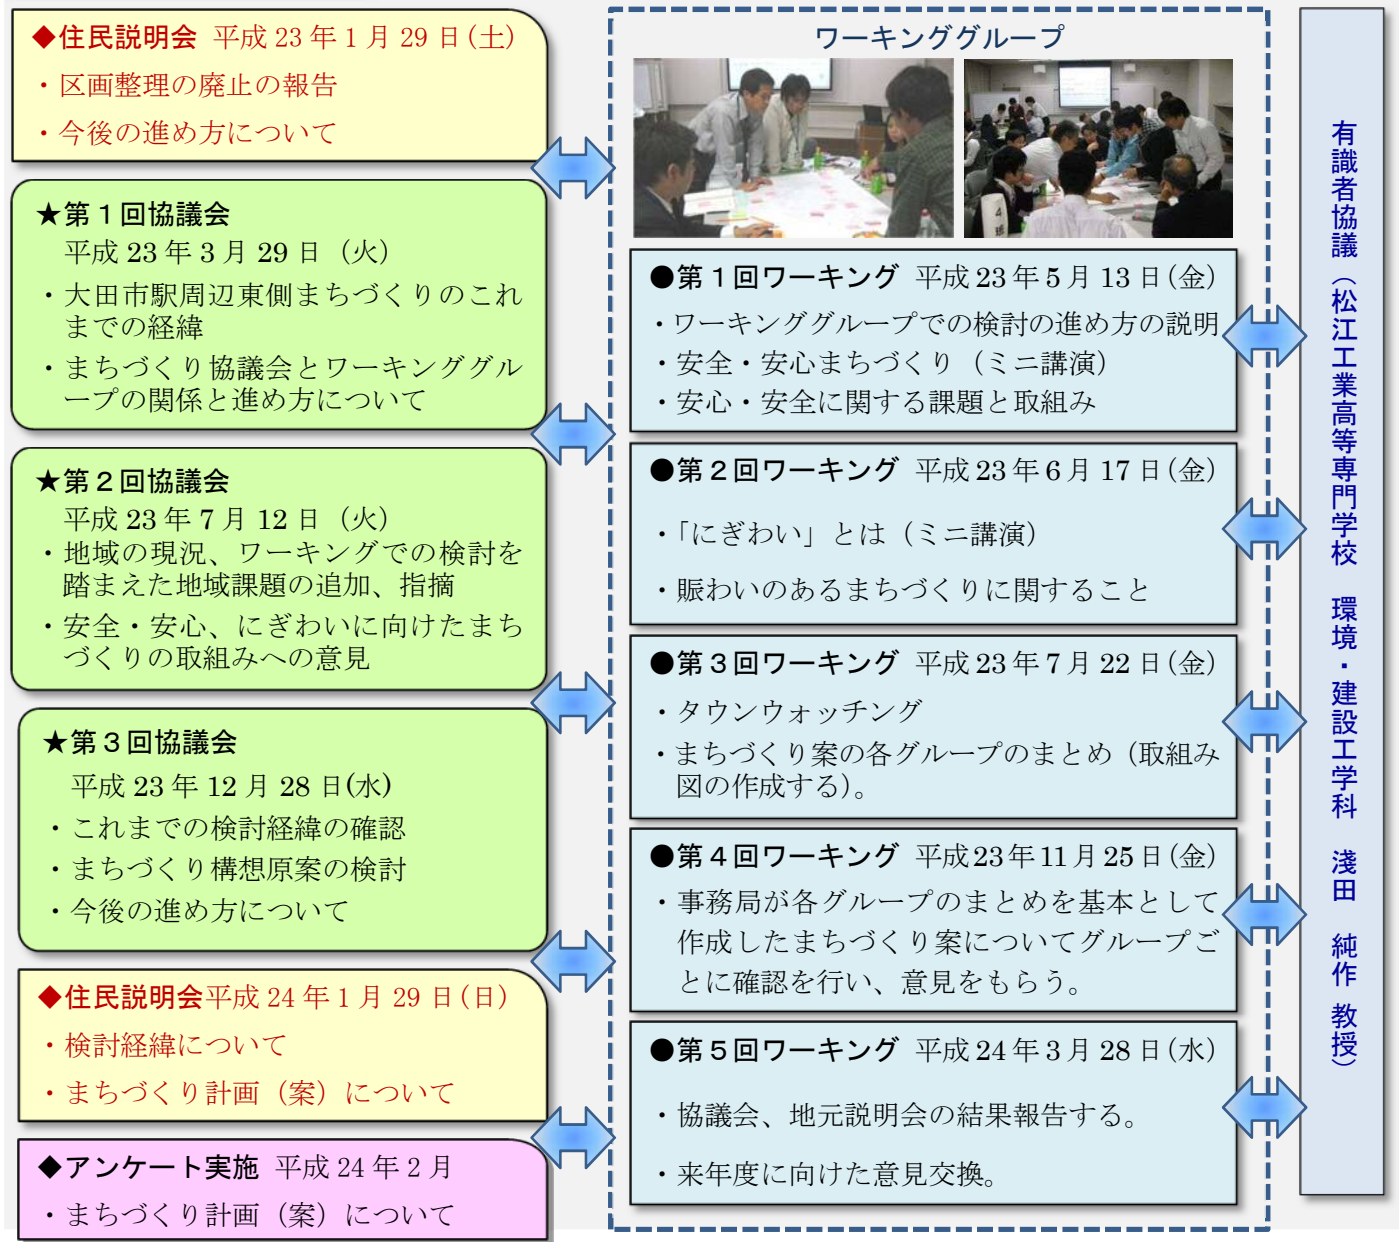 ◆住民説明会 平成 23 年 1 月 29 日(土)
・区画整理の廃止の報告
・今後の進め方について
★第１回協議会
平成 23 年 3 月 29 日（火）
・大田市駅周辺東側まちづくりのこれ
までの経緯
・まちづくり協議会とワーキンググル
ープの関係と進め方について
★第２回協議会
平成 23 年 7 月 12 日（火）
・地域の現況、ワーキングでの検討を
踏まえた地域課題の追加、指摘
・安全・安心、にぎわいに向けたまち
づくりの取組みへの意見
★第３回協議会
平成 23 年 12 月 28 日(水)
・これまでの検討経緯の確認
・まちづくり構想原案の検討
・今後の進め方について
◆住民説明会平成 24 年 1 月 29 日(日)
・検討経緯について
・まちづくり計画（案）について
◆アンケート実施 平成 24 年 2 月
・まちづくり計画（案）について
ワーキンググループ
4班
●第１回ワーキング 平成 23 年 5 月 13 日(金)
・ワーキンググループでの検討の進め方の説明
・安全・安心まちづくり（ミニ講演）
・安心・安全に関する課題と取組み
●第２回ワーキング 平成 23 年 6 月 17 日(金)
・「にぎわい」とは（ミニ講演）
・賑わいのあるまちづくりに関すること
●第３回ワーキング 平成 23 年 7 月 22 日(金)
・タウンウォッチング
・まちづくり案の各グループのまとめ（取組み
図の作成する）。
●第４回ワーキング 平成 23 年 11 月 25 日(金)
・事務局が各グループのまとめを基本として
作成したまちづくり案についてグループご
とに確認を行い、意見をもらう。
●第５回ワーキング 平成 24 年 3 月 28 日(水)
・協議会、地元説明会の結果報告する。
・来年度に向けた意見交換。
有識者協議（松江工業高等専門学校 環境・建設工学科 淺田 純作 教授）